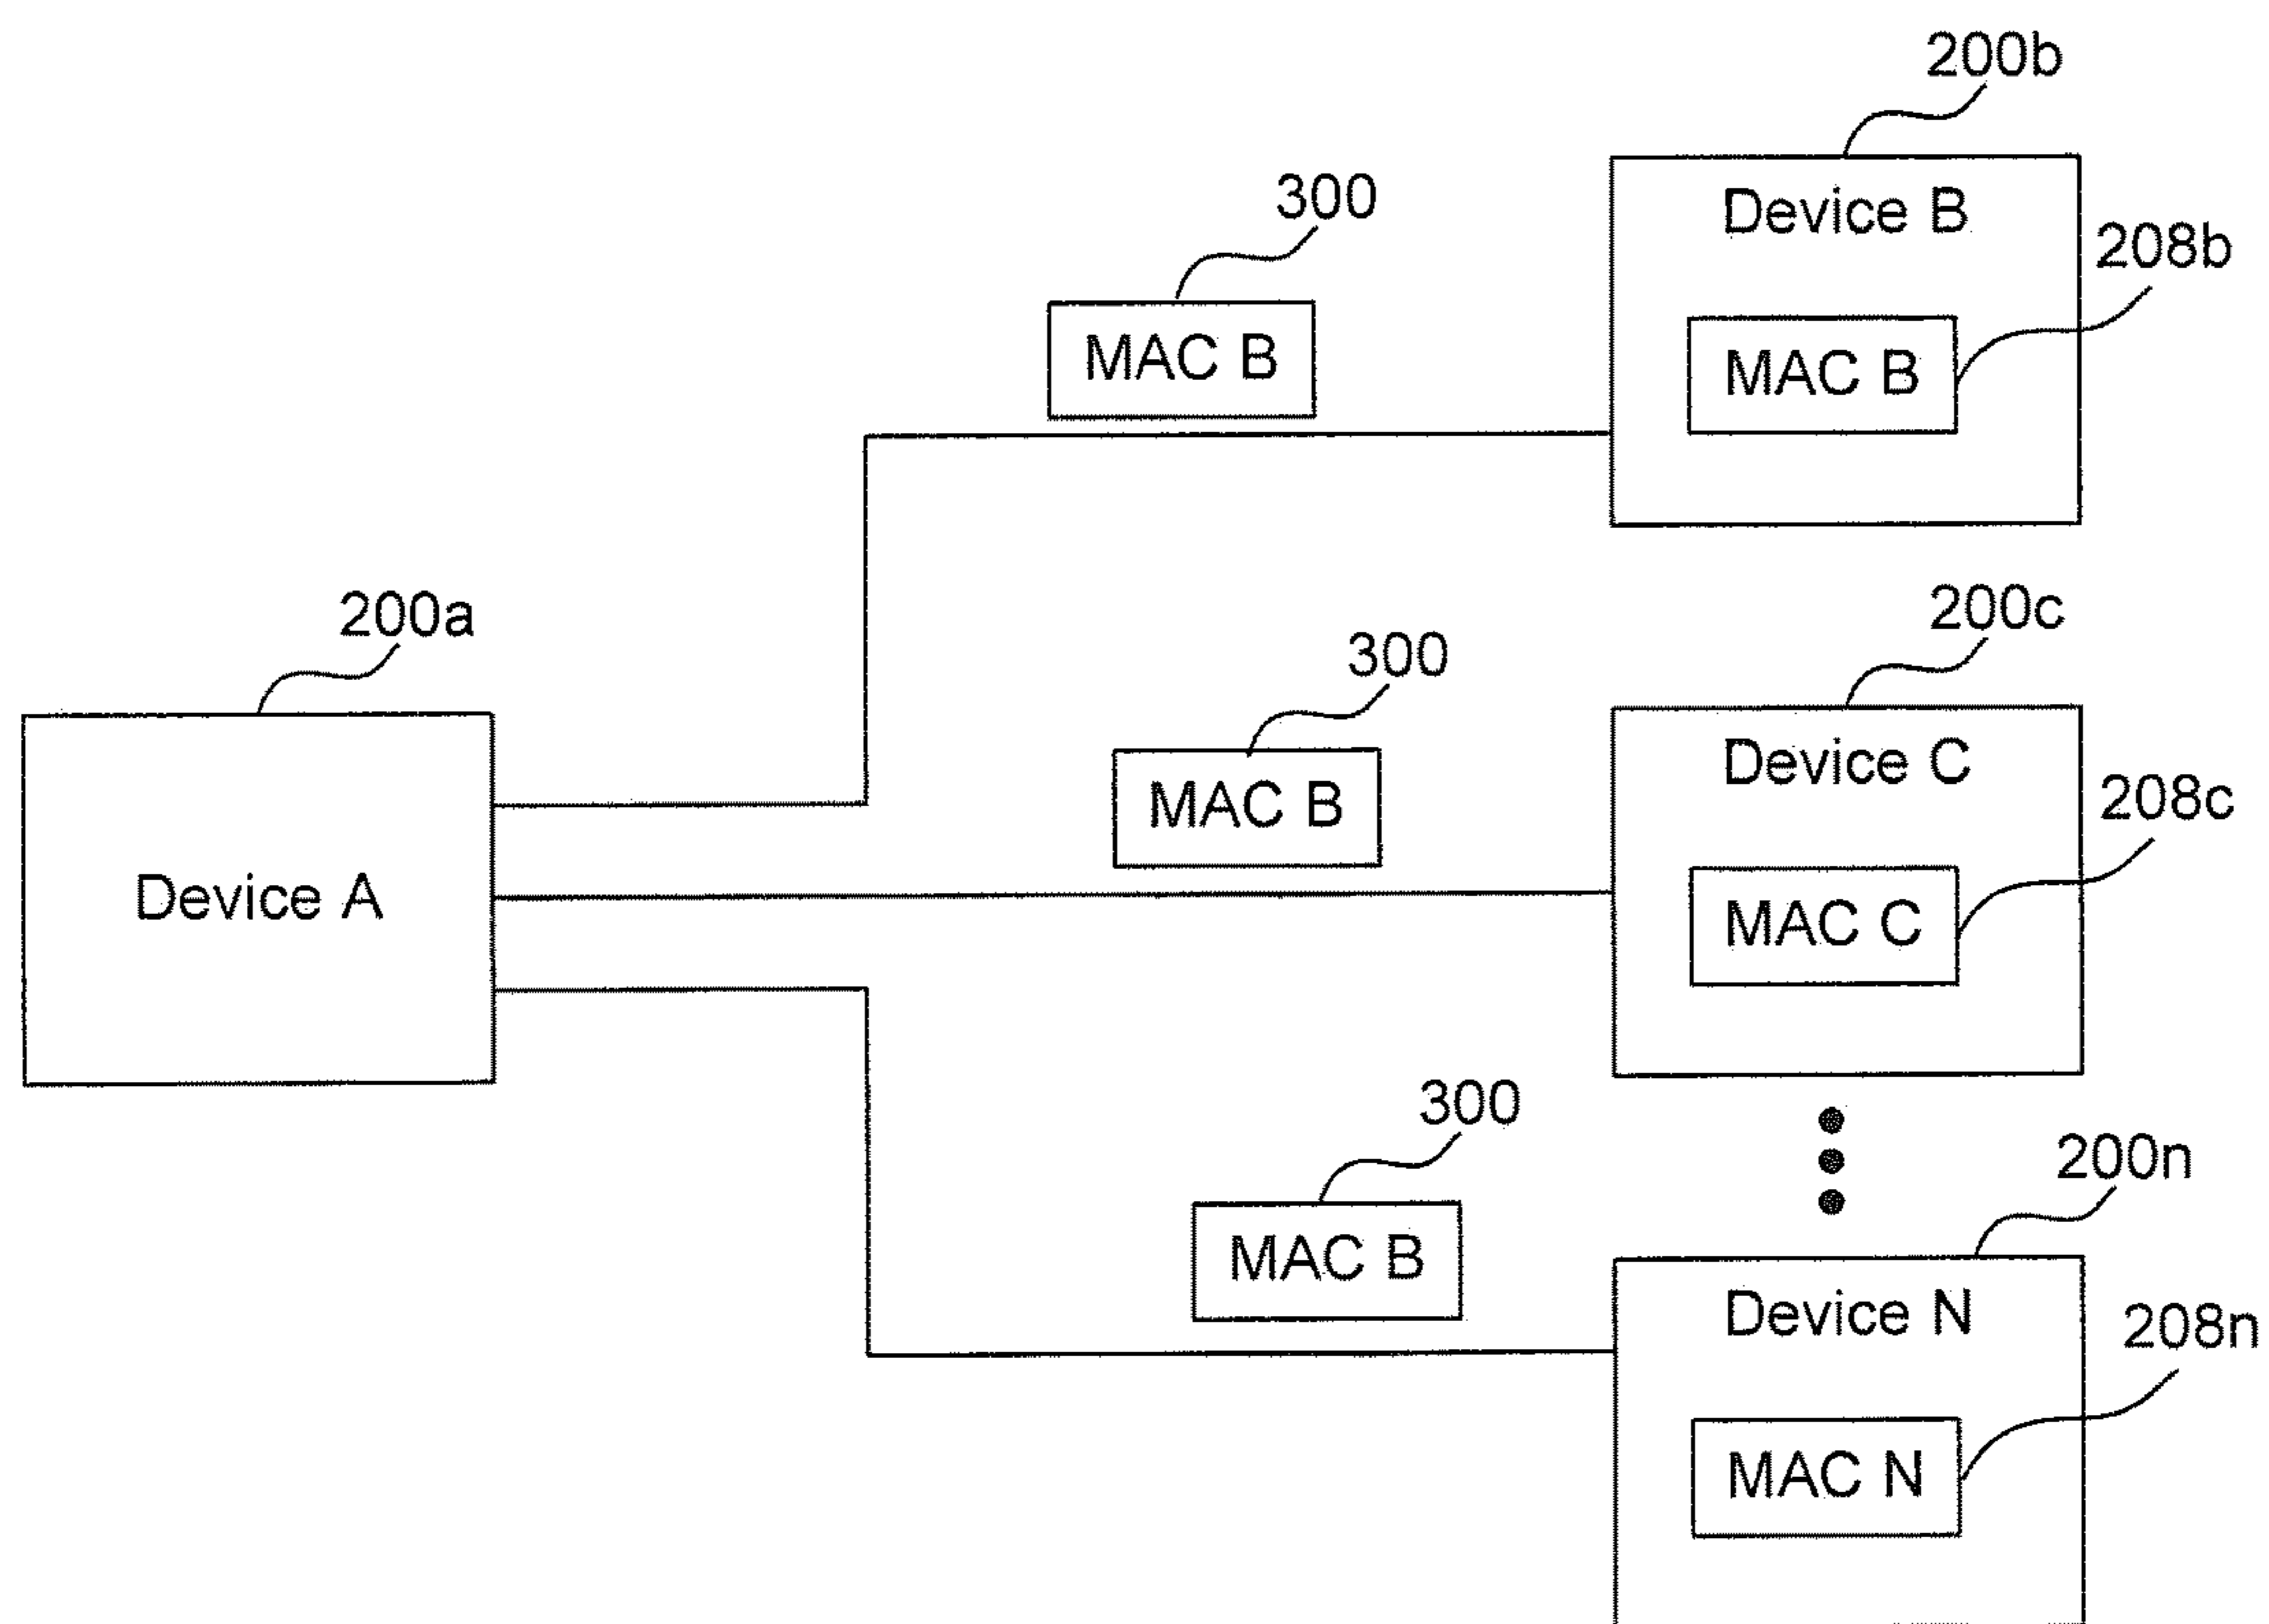 200b
300
Device B
208b
MAC B
MAC B
200a
200c
300
Device C
208c
MAC B
Device A
MAC C
300
200n
MAC B
Device N
208n
MAC N